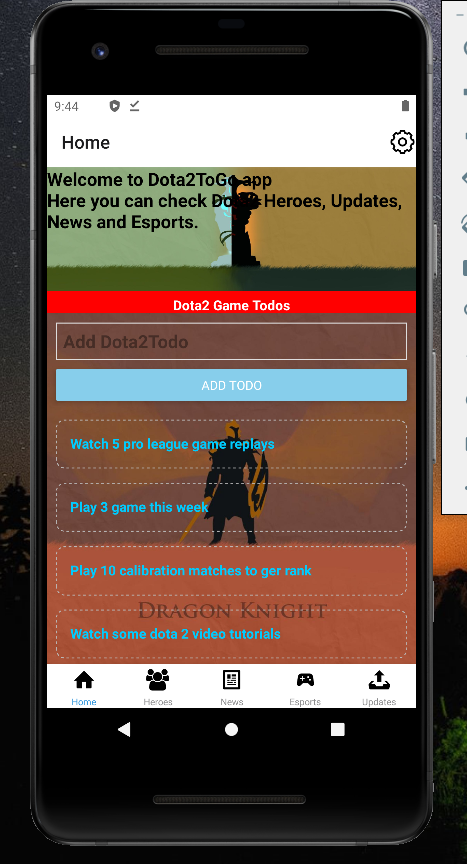 9:44
Home
Welcome to Dota2ToGo app
Here you can check Dota2 Heroes, Updates,
News and Esports.
Dota2 Game Todos
Add Dota2Todo
ADD TODO
Watch 5 pro league game replays
Play 3 game this week
Play 10 calibration matches to ger rank
Dragon Knight
Watch some dota 2 video tutorials
Home Heroes News Esports Updates